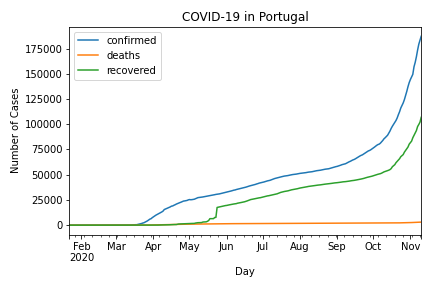 COVID-19 in Portugal
confirmed
deaths
recovered
Number of Cases
175000
150000
125000
100000
75000
50000
25000
0
Feb Mar Apr May Jun Jul Aug Sep Oct Nov
2020
Day